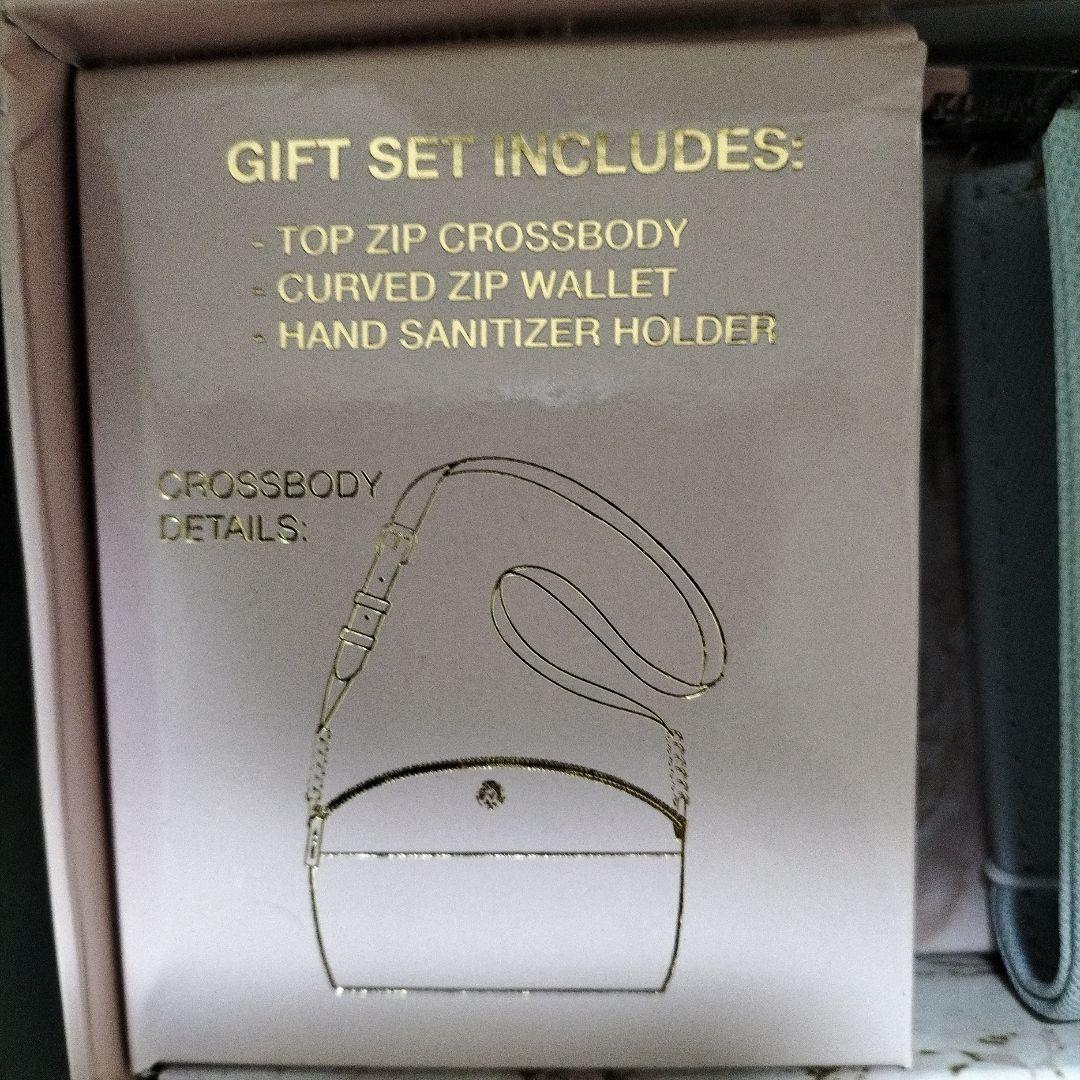 GIFT SET INCLUDES:
- TOP ZIP CROSSBODY
- CURVED ZIP WALLET
- HAND SANITIZER HOLDER
CROSSBODY
DETAILS: